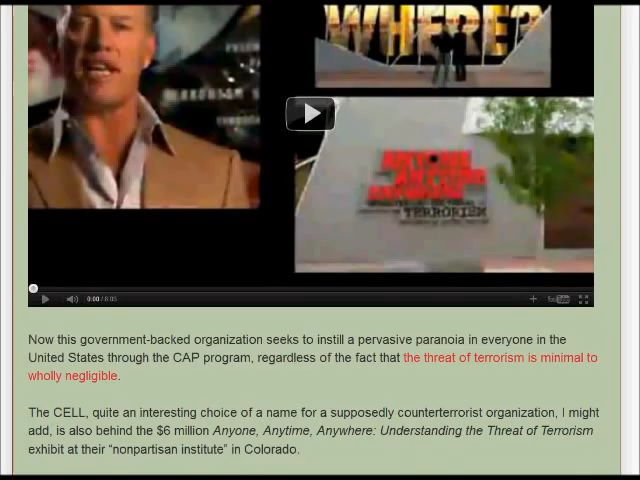 WHERE?
ANYTIME
ANYWHERE
TERRORISM
0:00 / 8:03
Now this government-backed organization seeks to instill a pervasive paranoia in everyone in the
United States through the CAP program, regardless of the fact that the threat of terrorism is minimal to
wholly negligible.
The CELL, quite an interesting choice of a name for a supposedly counterterrorist organization, I might
add, is also behind the $6 million Anyone, Anytime, Anywhere: Understanding the Threat of Terrorism
exhibit at their “nonpartisan institute” in Colorado.